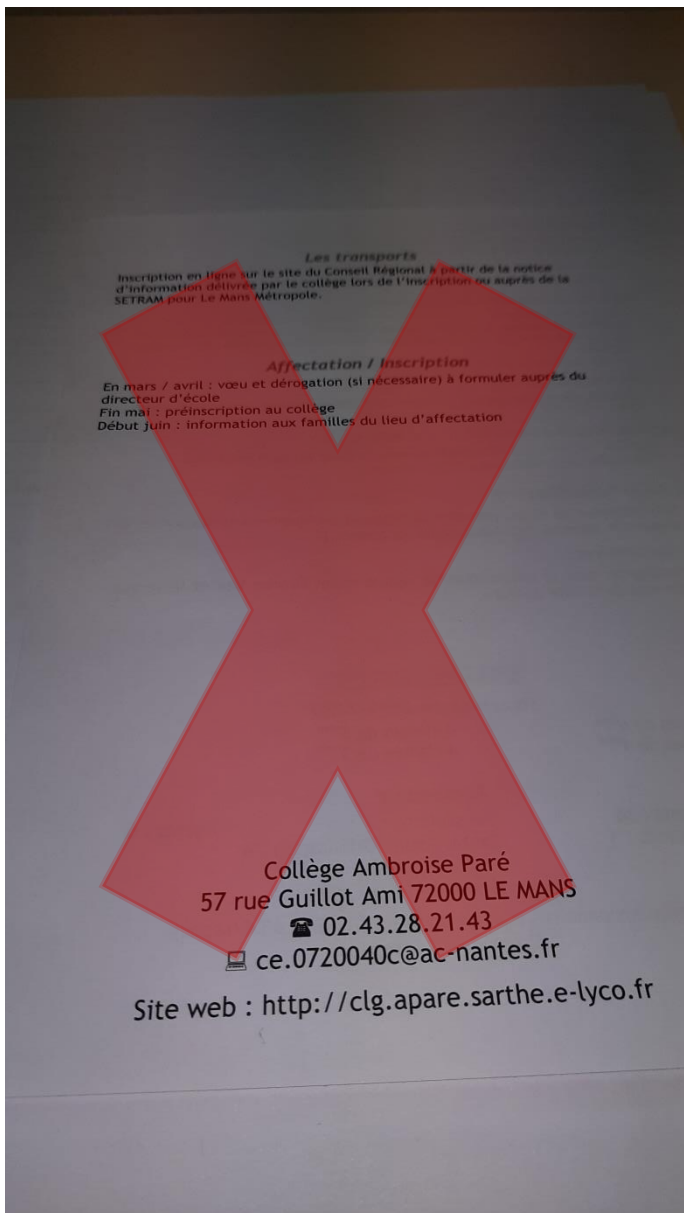 Les transports
Inscription en ligne sur le site du Conseil Régional à partir de la notice
d'information délivrée par le collège lors de l'inscription ou auprès de la
SETRAM pour Le Mans Métropole.
Affectation / Inscription
En mars / avril : vœu et dérogation (si nécessaire) à formuler auprès du
directeur d'école
Fin mai : préinscription au collège
Début juin : information aux familles du lieu d'affectation
Collège Ambroise Paré
57 rue Guillot Ami 72000 LE MANS
☎ 02.43.28.21.43
💻 ce.0720040c@ac-nantes.fr
Site web : http://clg.apare.sarthe.e-lyco.fr